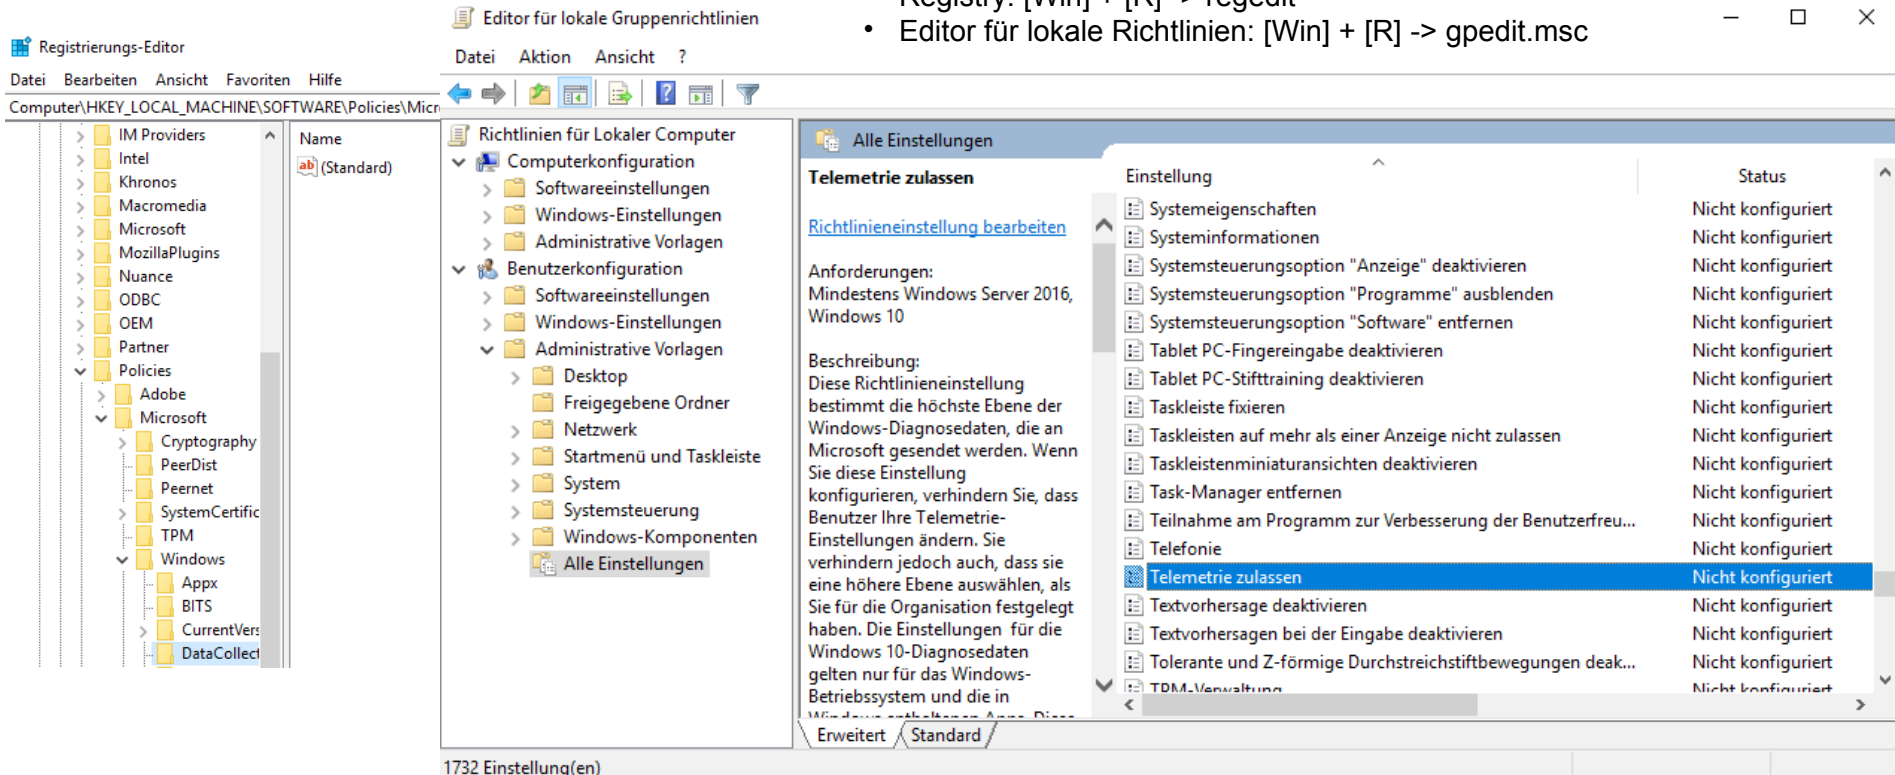 Registry: [Win] + [R] -> regedit
• Editor für lokale Richtlinien: [Win] + [R] -> gpedit.msc
Registrierungs-Editor
Datei Bearbeiten Ansicht Favoriten Hilfe
Computer\HKEY_LOCAL_MACHINE\SOFTWARE\Policies\Micr
IM Providers
Intel
Khronos
Macromedia
Microsoft
MozillaPlugins
Nuance
ODBC
OEM
Partner
Policies
Adobe
Microsoft
Cryptography
PeerDist
Peernet
SystemCertific
TPM
Windows
Appx
BITS
CurrentVers
DataCollect
Name
(Standard)
Editor für lokale Gruppenrichtlinien
Datei Aktion Ansicht ?
Richtlinien für Lokaler Computer
Computerkonfiguration
Softwareeinstellungen
Windows-Einstellungen
Administrative Vorlagen
Benutzerkonfiguration
Softwareeinstellungen
Windows-Einstellungen
Administrative Vorlagen
Desktop
Freigegebene Ordner
Netzwerk
Startmenü und Taskleiste
System
Systemsteuerung
Windows-Komponenten
Alle Einstellungen
Alle Einstellungen
Telemetrie zulassen
Richtlinieneinstellung bearbeiten
Anforderungen:
Mindestens Windows Server 2016,
Windows 10
Beschreibung:
Diese Richtlinieneinstellung
bestimmt die höchste Ebene der
Windows-Diagnosedaten, die an
Microsoft gesendet werden. Wenn
Sie diese Einstellung
konfigurieren, verhindern Sie, dass
Benutzer Ihre Telemetrie-
Einstellungen ändern. Sie
verhindern jedoch auch, dass sie
eine höhere Ebene auswählen, als
Sie für die Organisation festgelegt
haben. Die Einstellungen für die
Windows 10-Diagnosedaten
gelten nur für das Windows-
Betriebssystem und die in
Windows enthaltenen Apps. Diese
Einstellung Status
Systemeigenschaften Nicht konfiguriert
Systeminformationen Nicht konfiguriert
Systemsteuerungsoption "Anzeige" deaktivieren Nicht konfiguriert
Systemsteuerungsoption "Programme" ausblenden Nicht konfiguriert
Systemsteuerungsoption "Software" entfernen Nicht konfiguriert
Tablet PC-Fingereingabe deaktivieren Nicht konfiguriert
Tablet PC-Stifttraining deaktivieren Nicht konfiguriert
Taskleiste fixieren Nicht konfiguriert
Taskleisten auf mehr als einer Anzeige nicht zulassen Nicht konfiguriert
Taskleistenminiaturansichten deaktivieren Nicht konfiguriert
Task-Manager entfernen Nicht konfiguriert
Teilnahme am Programm zur Verbesserung der Benutzerfreu... Nicht konfiguriert
Telefonie Nicht konfiguriert
Telemetrie zulassen Nicht konfiguriert
Textvorhersage deaktivieren Nicht konfiguriert
Textvorhersagen bei der Eingabe deaktivieren Nicht konfiguriert
Tolerante und Z-förmige Durchstreichstiftbewegungen deak... Nicht konfiguriert
TPM-Verwaltung Nicht konfiguriert
Erweitert Standard
1732 Einstellung(en)